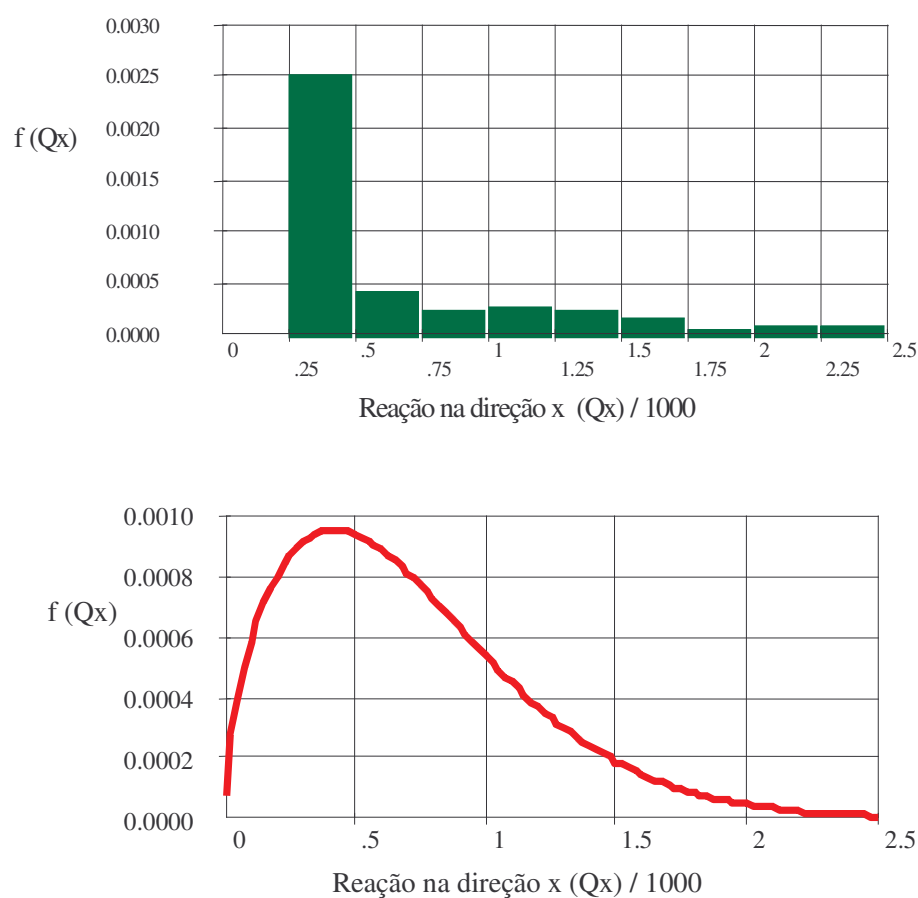 0.0030
0.0025
f (Qx)
0.0020
0.0015
0.0010
0.0005
0.0000
0 .5 1 1.5 2 2.5
.25 .75 1.25 1.75 2.25
Reação na direção x (Qx) / 1000
0.0010
0.0008
f (Qx)
0.0006
0.0004
0.0002
0.0000
0 .5 1 1.5 2 2.5
Reação na direção x (Qx) / 1000